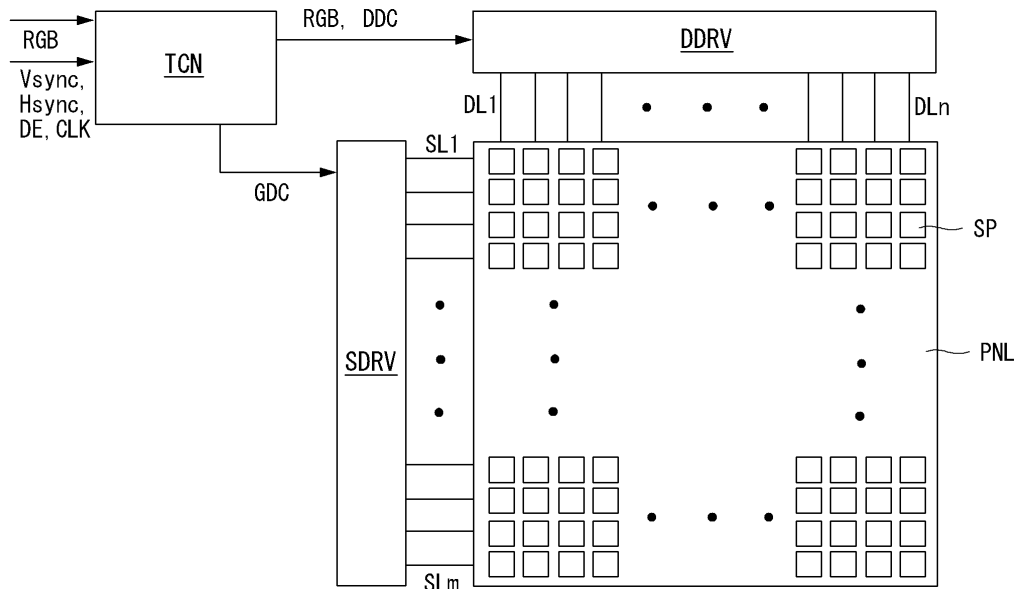 RGB
Vsync,
Hsync,
DE, CLK
TCN
RGB, DDC
DDRV
DL1
DLn
GDC
SL1
SP
SDRV
PNL
SLm